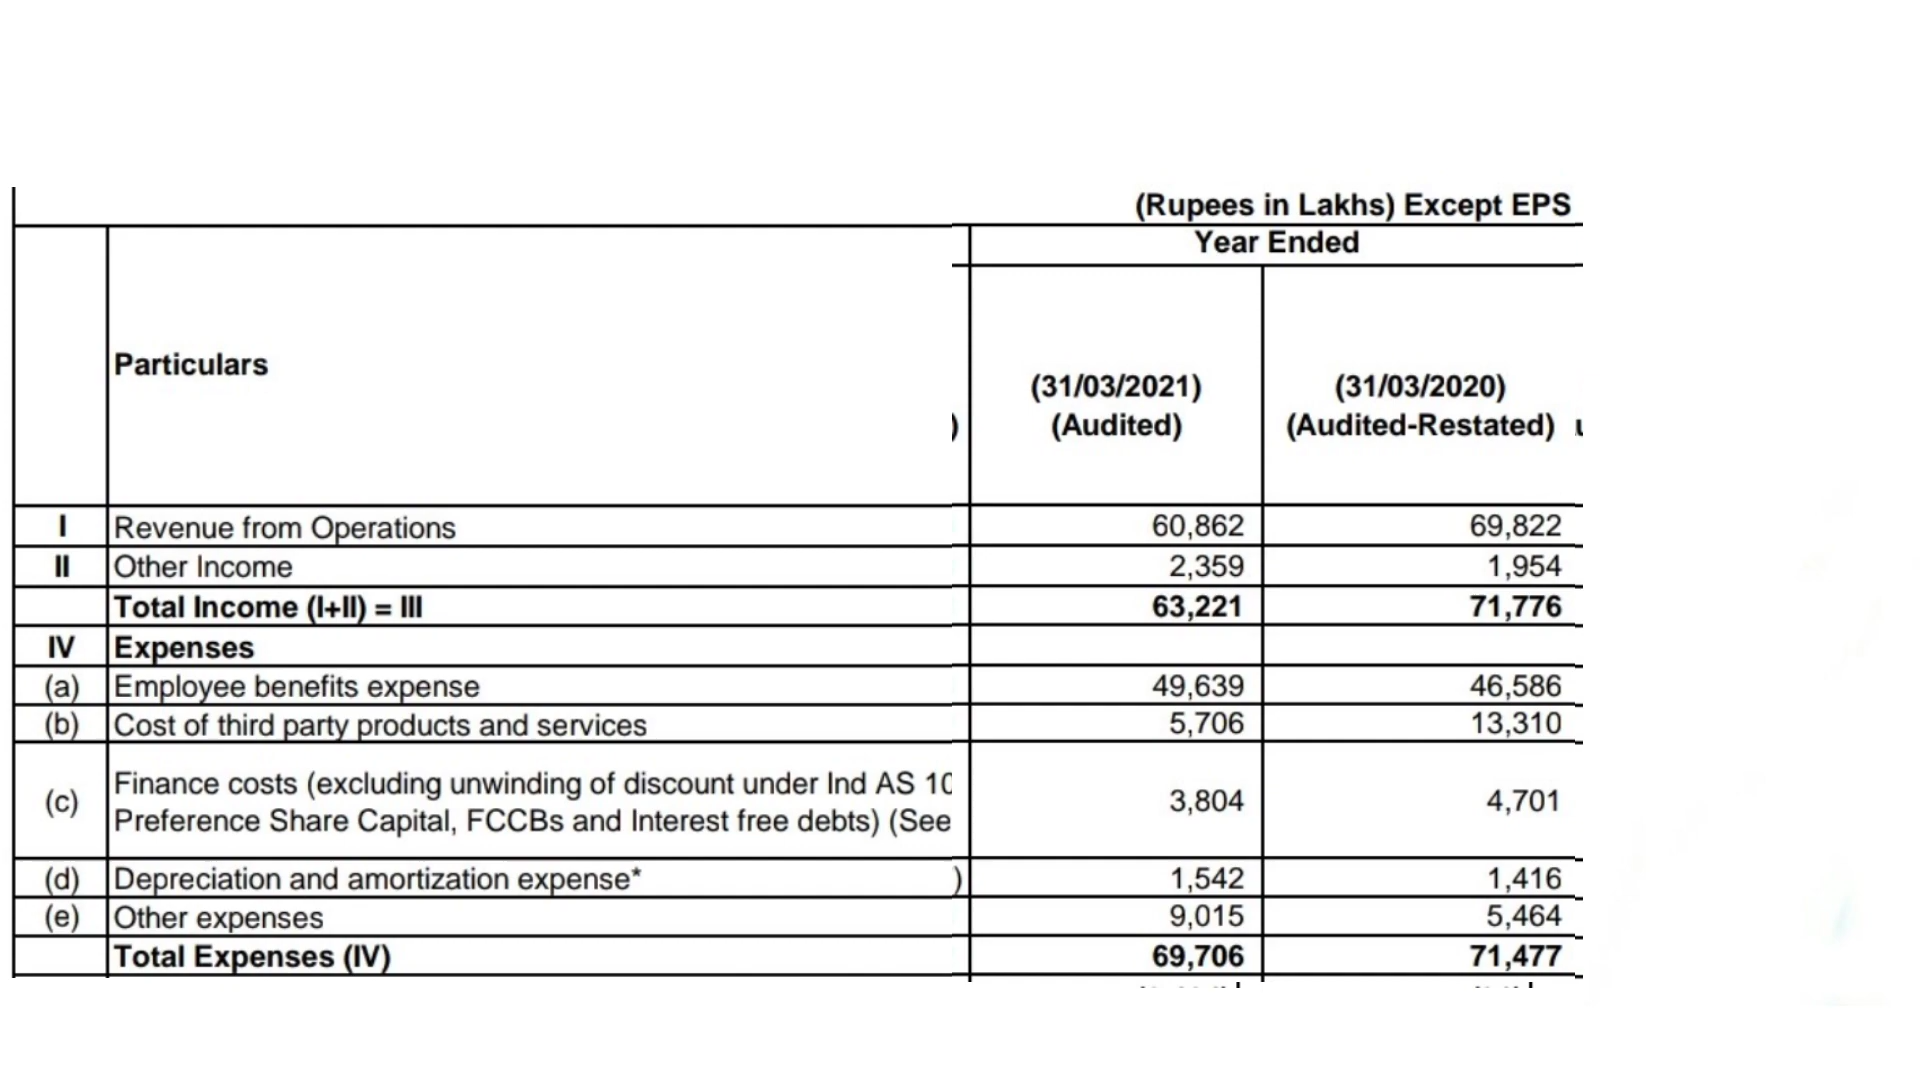 (Rupees in Lakhs) Except EPS
Year Ended
Particulars
(31/03/2021) (31/03/2020)
) (Audited) (Audited-Restated)
I Revenue from Operations 60,862 69,822
II Other Income 2,359 1,954
Total Income (I+II) = III 63,221 71,776
IV Expenses
(a) Employee benefits expense 49,639 46,586
(b) Cost of third party products and services 5,706 13,310
Finance costs (excluding unwinding of discount under Ind AS
(c) 3,804 4,701
Preference Share Capital, FCCBs and Interest free debts) (See
(d) Depreciation and amortization expense* ) 1,542 1,416
(e) Other expenses 9,015 5,464
Total Expenses (IV) 69,706 71,477